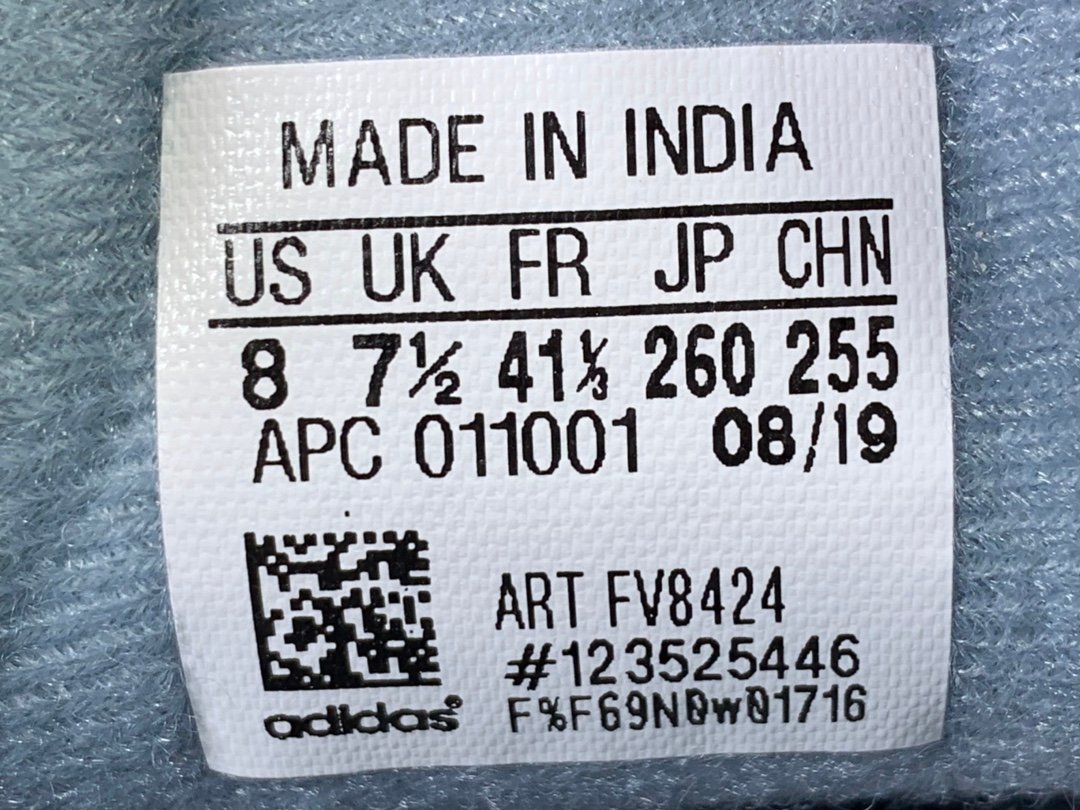 MADE IN INDIA
US UK FR JP CHN
8 7½ 41⅓ 260 255
APC 011001 08/19
ART FV8424
#123525446
adidas® F%F69N0w01716